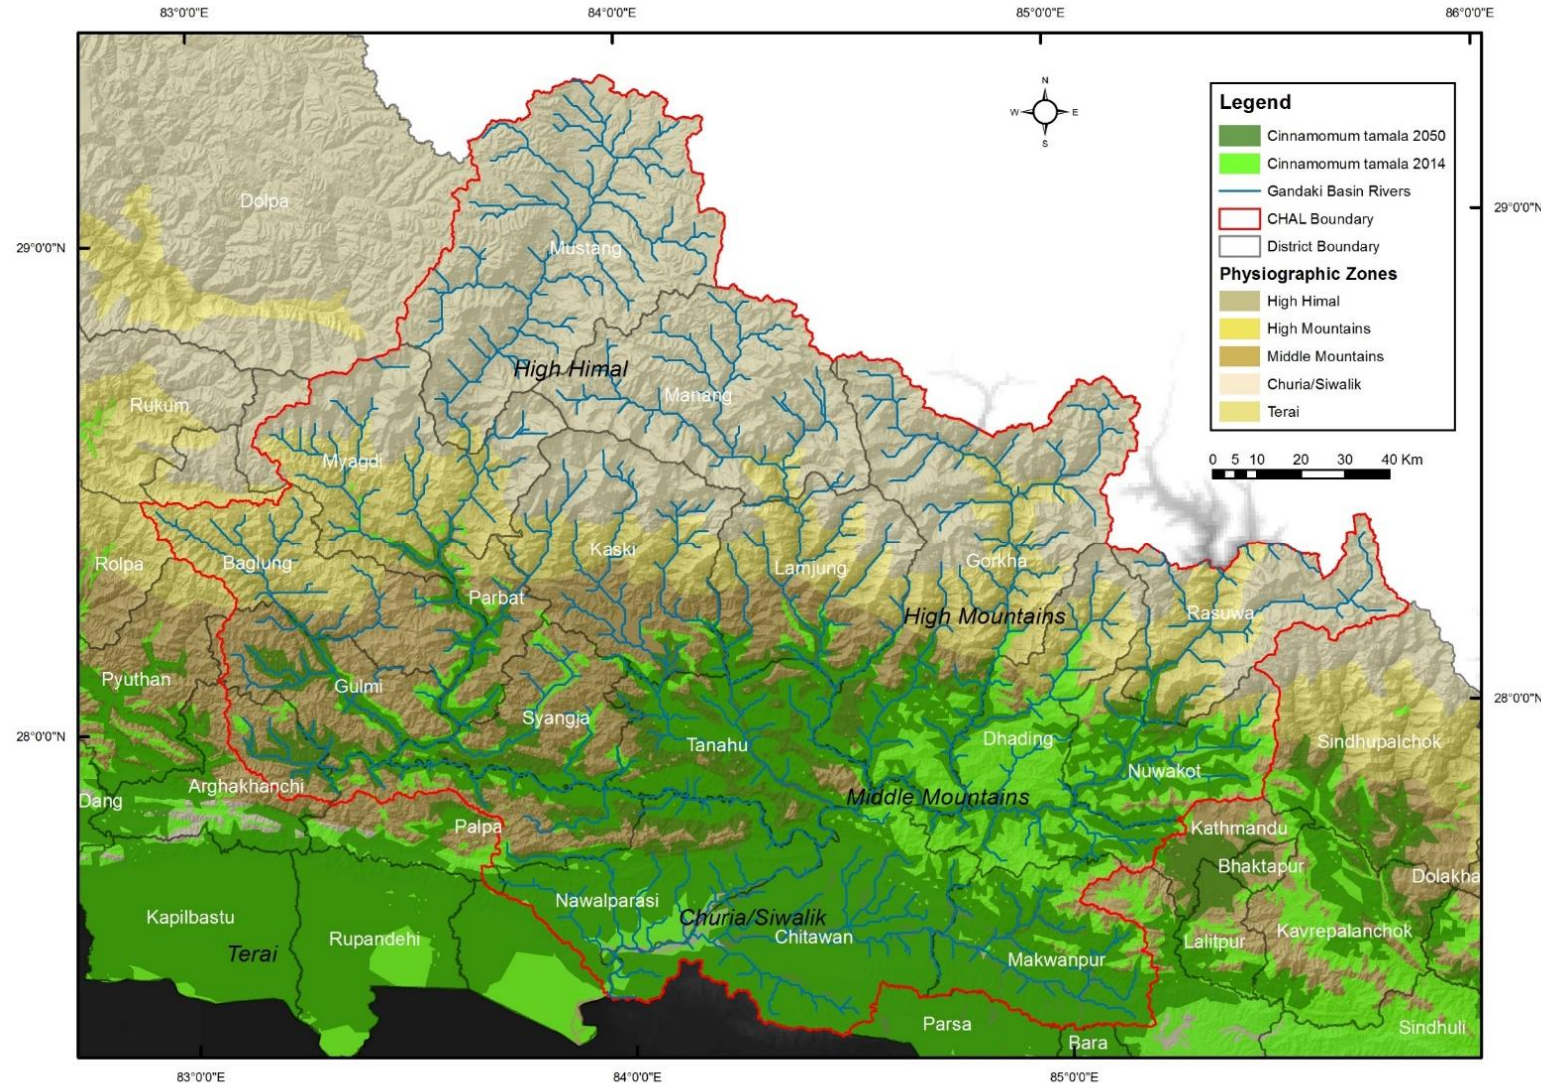 83°0'0"E
84°0'0"E
85°0'0"E
86°0'0"E
N
W E
S
Legend
Cinnamomum tamala 2050
Cinnamomum tamala 2014
Gandaki Basin Rivers
CHAL Boundary
District Boundary
Physiographic Zones
High Himal
High Mountains
Middle Mountains
Churia/Siwalik
Terai
0 5 10 20 30 40 Km
29°0'0"N
29°0'0"N
28°0'0"N
28°0'0"N
Dolpa
Mustang
High Himal
Manang
Rukum
Myagdi
Rolpa
Baglung
Kaski
Lamjung
Gorkha
Parbat
High Mountains
Rasuwa
Pyuthan
Gulmi
Syangja
Tanahu
Dhading
Sindhupalchok
Nuwakot
Arghakhanchi
Dang
Middle Mountains
Palpa
Kathmandu
Bhaktapur
Dolakha
Kapilbastu
Nawalparasi
Churia/Siwalik
Rupandehi
Terai
Chitawan
Lalitpur
Kavrepalanchok
Makwanpur
Parsa
Bara
Sindhuli
83°0'0"E
84°0'0"E
85°0'0"E